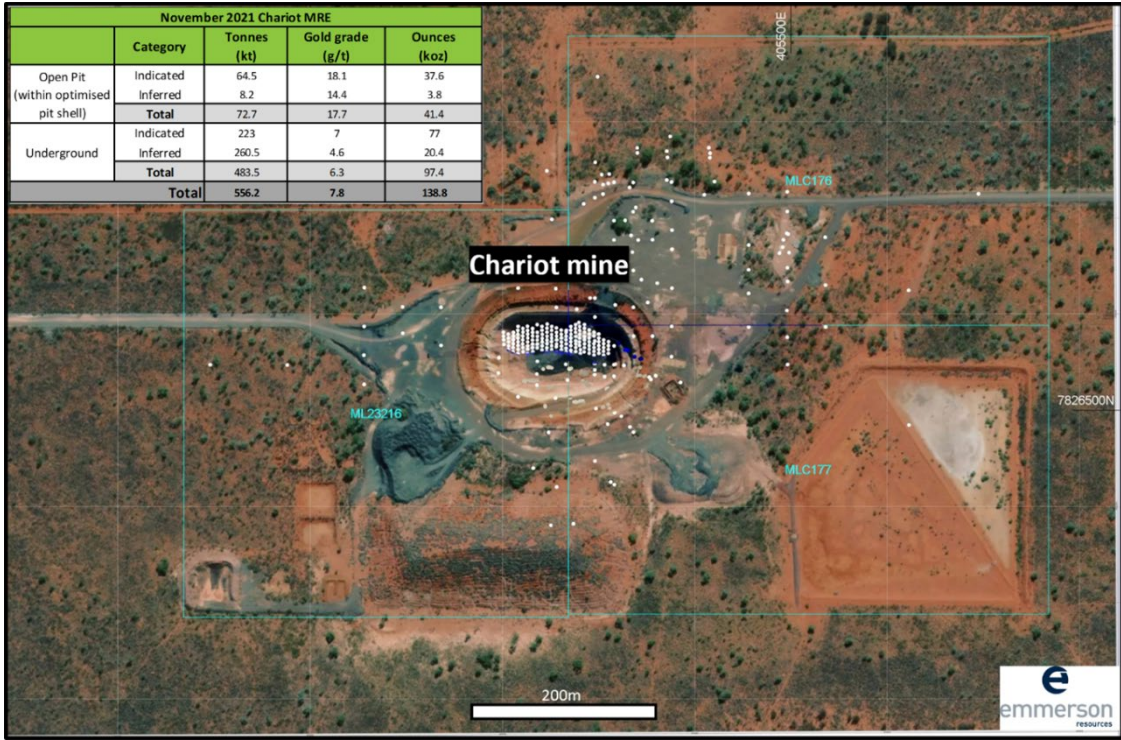 November 2021 Chariot MRE
Category Tonnes (kt) Gold grade (g/t) Ounces (koz)
Open Pit (within optimised pit shell) Indicated 64.5 18.1 37.6
Inferred 8.2 14.4 3.8
Total 72.7 17.7 41.4
Underground Indicated 223 7 77
Inferred 260.5 4.6 20.4
Total 483.5 6.3 97.4
Total 556.2 7.8 138.8
405500E
MLC176
Chariot mine
7826500N
ML23216
MLC177
200m
e
emmerson
resources